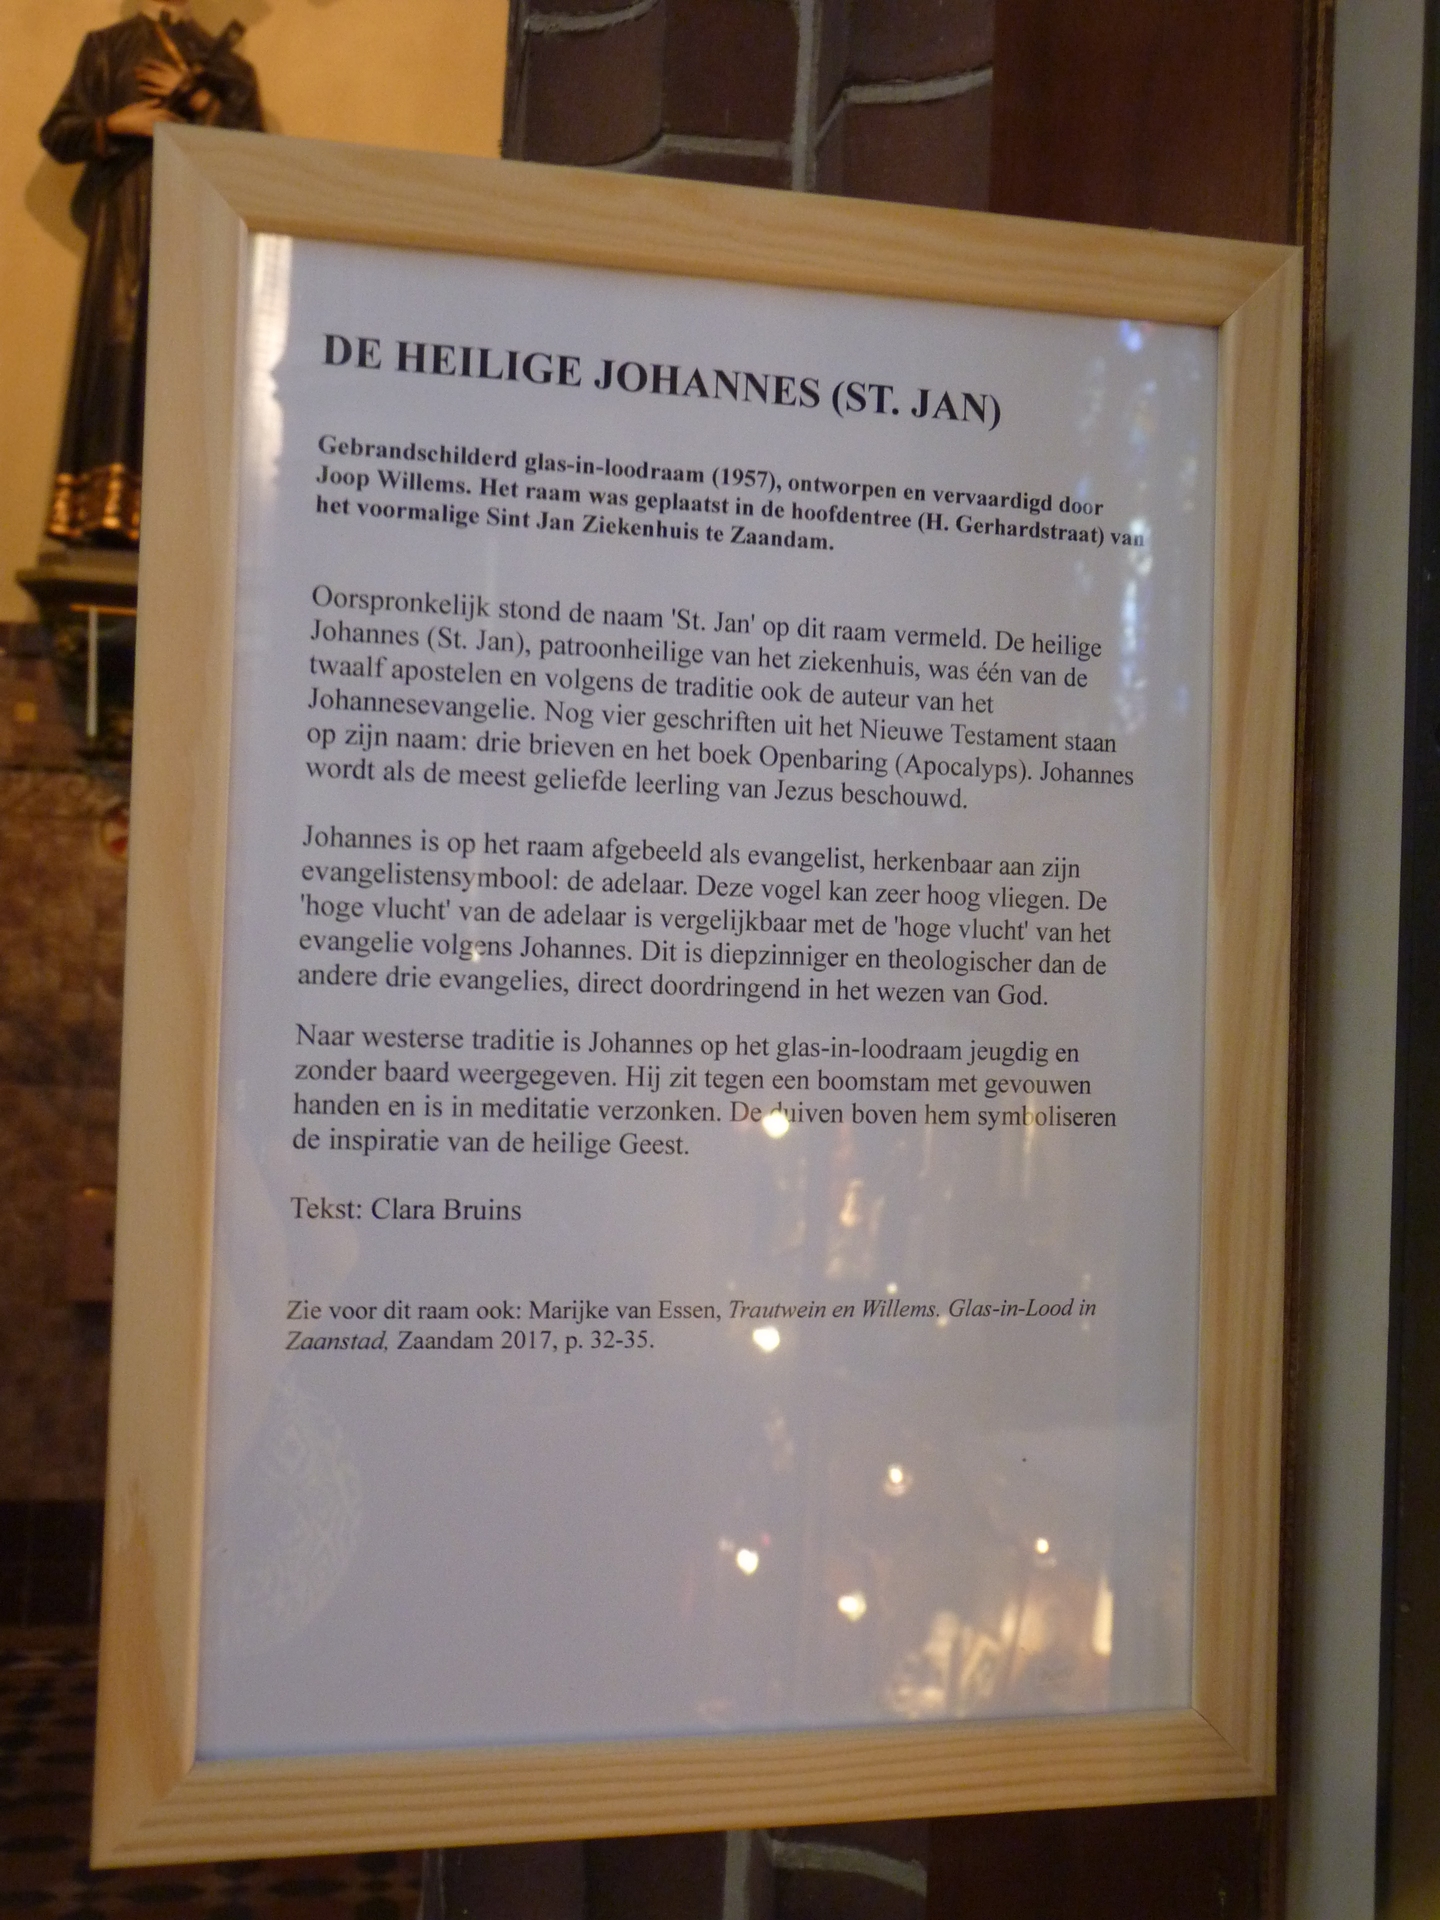 DE HEILIGE JOHANNES (ST. JAN)
Gebrandschilderd glas-in-loodraam (1957), ontworpen en vervaardigd door
Joop Willems. Het raam was geplaatst in de hoofdentree (H. Gerhardstraat) van
het voormalige Sint Jan Ziekenhuis te Zaandam.
Oorspronkelijk stond de naam 'St. Jan' op dit raam vermeld. De heilige
Johannes (St. Jan), patroonheilige van het ziekenhuis, was één van de
twaalf apostelen en volgens de traditie ook de auteur van het
Johannesevangelie. Nog vier geschriften uit het Nieuwe Testament staan
op zijn naam: drie brieven en het boek Openbaring (Apocalyps). Johannes
wordt als de meest geliefde leerling van Jezus beschouwd.
Johannes is op het raam afgebeeld als evangelist, herkenbaar aan zijn
evangelistensymbool: de adelaar. Deze vogel kan zeer hoog vliegen. De
'hoge vlucht' van de adelaar is vergelijkbaar met de 'hoge vlucht' van het
evangelie volgens Johannes. Dit is diepzinniger en theologischer dan de
andere drie evangelies, direct doordringend in het wezen van God.
Naar westerse traditie is Johannes op het glas-in-loodraam jeugdig en
zonder baard weergegeven. Hij zit tegen een boomstam met gevouwen
handen en is in meditatie verzonken. De duiven boven hem symboliseren
de inspiratie van de heilige Geest.
Tekst: Clara Bruins
Zie voor dit raam ook: Marijke van Essen, Trautwein en Willems. Glas-in-Lood in
Zaanstad, Zaandam 2017, p. 32-35.